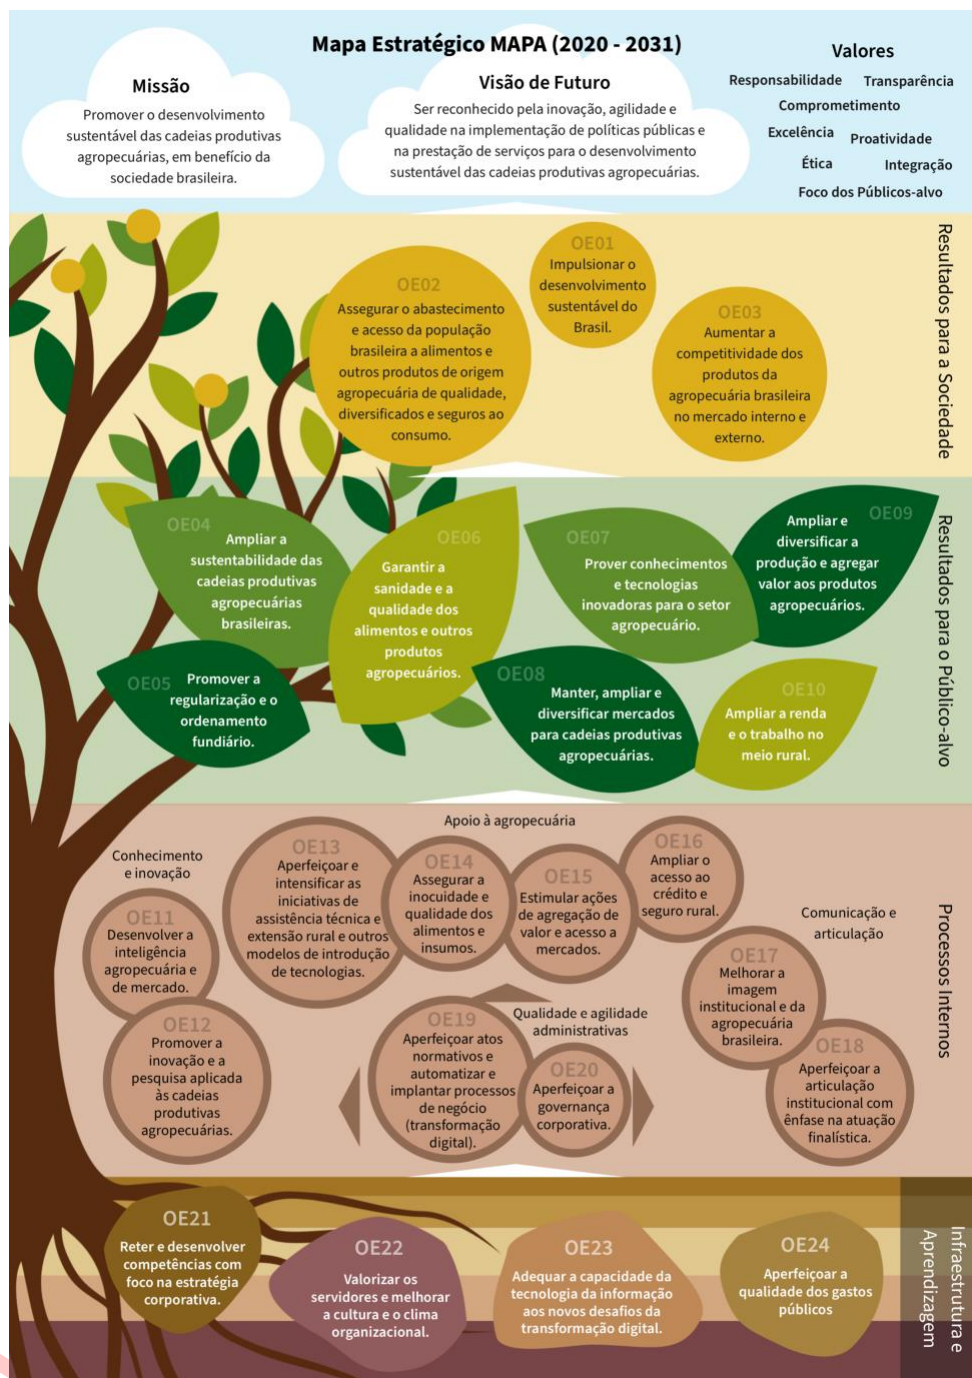 Mapa Estratégico MAPA (2020 - 2031)
Missão
Promover o desenvolvimento
sustentável das cadeias produtivas
agropecuárias, em benefício da
sociedade brasileira.
Visão de Futuro
Ser reconhecido pela inovação, agilidade e
qualidade na implementação de políticas públicas e
na prestação de serviços para o desenvolvimento
sustentável das cadeias produtivas agropecuárias.
Valores
Responsabilidade Transparência
Comprometimento
Excelência Proatividade
Ética Integração
Foco dos Públicos-alvo
Resultados para a Sociedade
OE01
Impulsionar o
desenvolvimento
sustentável do
Brasil.
OE02
Assegurar o abastecimento
e acesso da população
brasileira a alimentos e
outros produtos de origem
agropecuária de qualidade,
diversificados e seguros ao
consumo.
OE03
Aumentar a
competitividade dos
produtos da
agropecuária brasileira
no mercado interno e
externo.
Resultados para o Público-alvo
OE04
Ampliar a
sustentabilidade das
cadeias produtivas
agropecuárias
brasileiras.
OE05
Promover a
regularização e o
ordenamento
fundiário.
OE06
Garantir a
sanidade e a
qualidade dos
alimentos e outros
produtos
agropecuários.
OE07
Prover conhecimentos
e tecnologias
inovadoras para o setor
agropecuário.
OE08
Manter, ampliar e
diversificar mercados
para cadeias produtivas
agropecuárias.
OE09
Ampliar e
diversificar a
produção e agregar
valor aos produtos
agropecuários.
OE10
Ampliar a renda
e o trabalho no
meio rural.
Processos Internos
Conhecimento
e inovação
OE11
Desenvolver a
inteligência
agropecuária e
de mercado.
OE12
Promover a
inovação e a
pesquisa aplicada
às cadeias
produtivas
agropecuárias.
Apoio à agropecuária
OE13
Aperfeiçoar e
intensificar as
iniciativas de
assistência técnica e
extensão rural e outros
modelos de introdução
de tecnologias.
OE14
Assegurar a
inocuidade e
qualidade dos
alimentos e
insumos.
OE15
Estimular ações
de agregação de
valor e acesso a
mercados.
OE16
Ampliar o
acesso ao
crédito e
seguro rural.
Comunicação e
articulação
OE17
Melhorar a
imagem
institucional e da
agropecuária
brasileira.
OE18
Aperfeiçoar a
articulação
institucional com
ênfase na atuação
finalística.
Qualidade e agilidade
administrativas
OE19
Aperfeiçoar atos
normativos e
automatizar e
implantar processos
de negócio
(transformação
digital).
OE20
Aperfeiçoar a
governança
corporativa.
Infraestrutura e
Aprendizagem
OE21
Reter e desenvolver
competências com
foco na estratégia
corporativa.
OE22
Valorizar os
servidores e melhorar
a cultura e o clima
organizacional.
OE23
Adequar a capacidade da
tecnologia da informação
aos novos desafios da
transformação digital.
OE24
Aperfeiçoar a
qualidade dos gastos
públicos